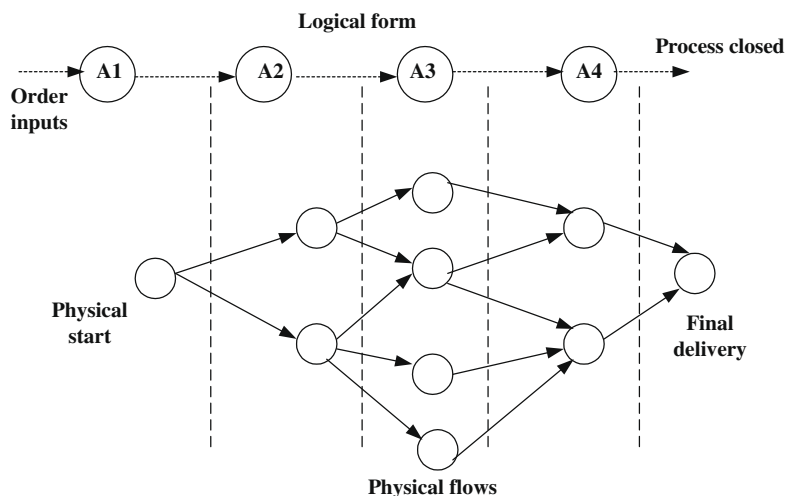 Logical form
Process closed
A1
A2
A3
A4
Order
inputs
Physical
start
Final
delivery
Physical flows